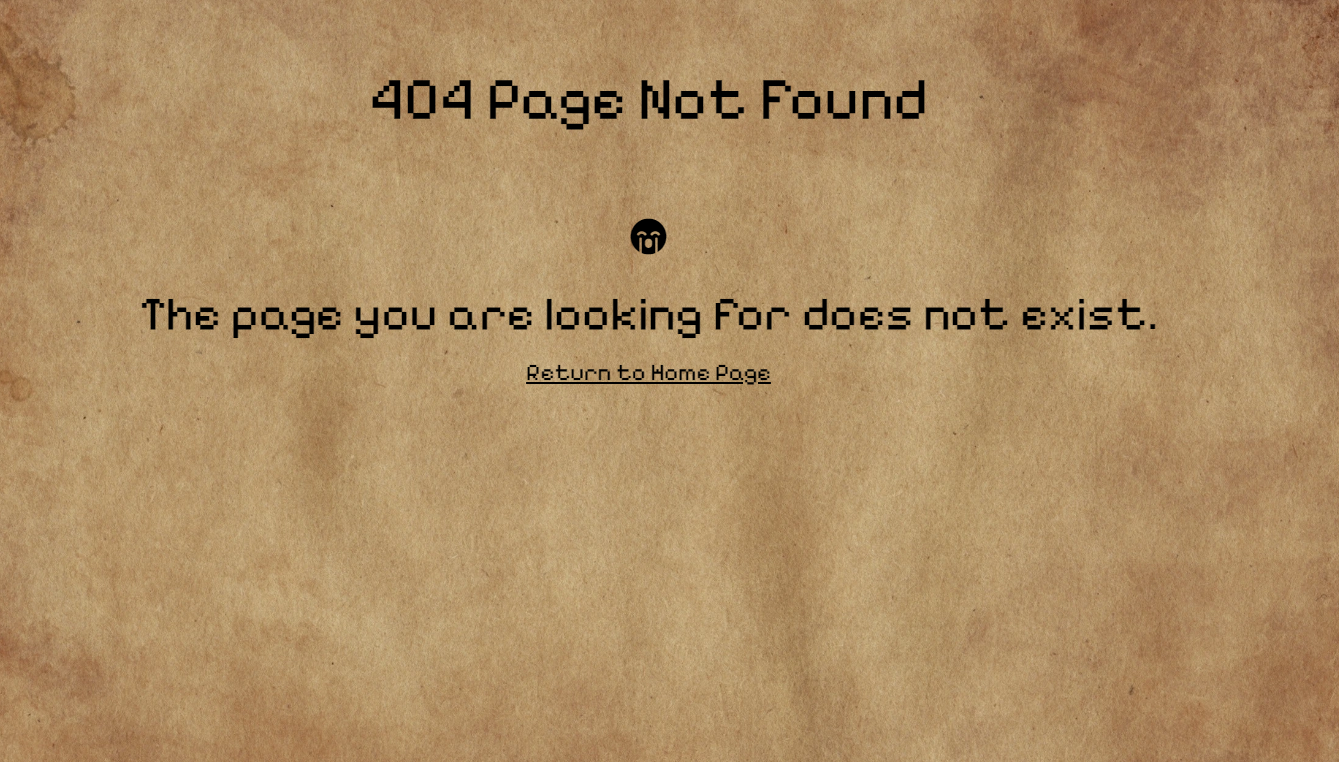 404 Page Not Found
The page you are looking for does not exist.
Return to Home Page